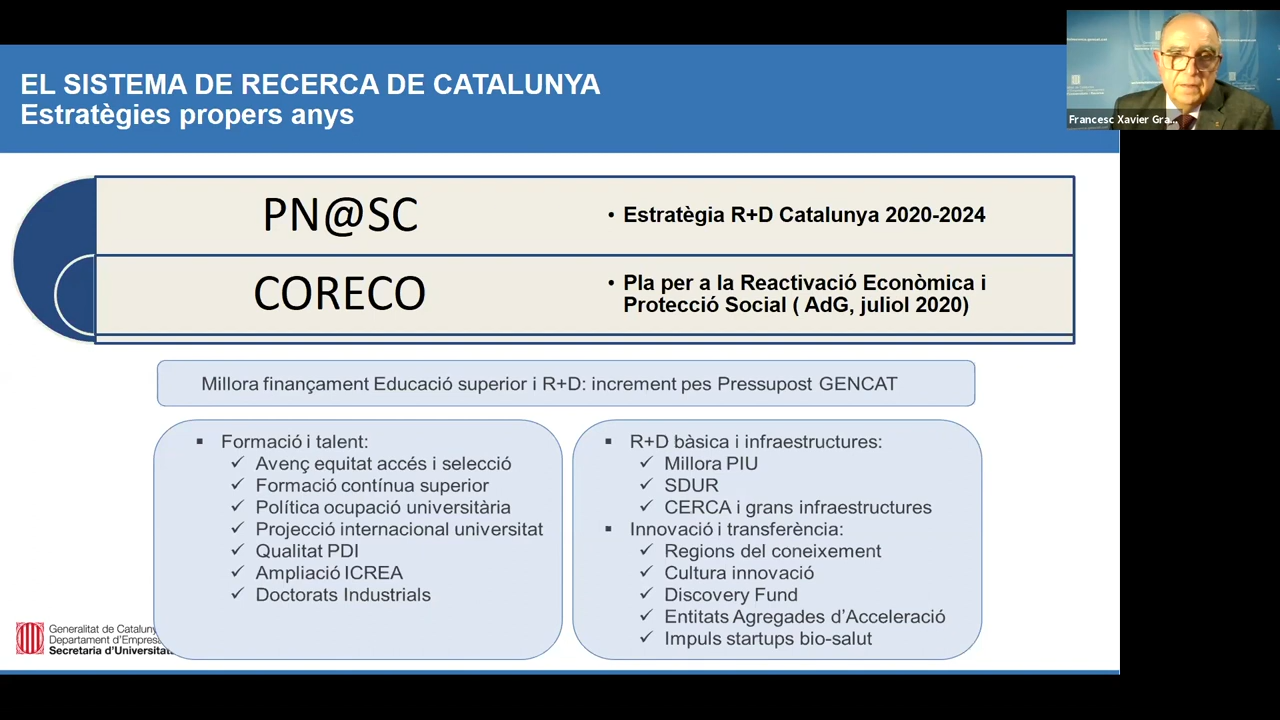 EL SISTEMA DE RECERCA DE CATALUNYA
Estratègies propers anys
Francesc Xavier Gra...
PN@SC
• Estratègia R+D Catalunya 2020-2024
CORECO
• Pla per a la Reactivació Econòmica i
Protecció Social ( AdG, juliol 2020)
Millora finançament Educació superior i R+D: increment pes Pressupost GENCAT
▪ Formació i talent:
✓ Avenç equitat accés i selecció
✓ Formació contínua superior
✓ Política ocupació universitària
✓ Projecció internacional universitat
✓ Qualitat PDI
✓ Ampliació ICREA
✓ Doctorats Industrials
▪ R+D bàsica i infraestructures:
✓ Millora PIU
✓ SDUR
✓ CERCA i grans infraestructures
▪ Innovació i transferència:
✓ Regions del coneixement
✓ Cultura innovació
✓ Discovery Fund
✓ Entitats Agregades d'Acceleració
✓ Impuls startups bio-salut
Generalitat de Cataluny
Departament d'Empres
Secretaria d'Universitat